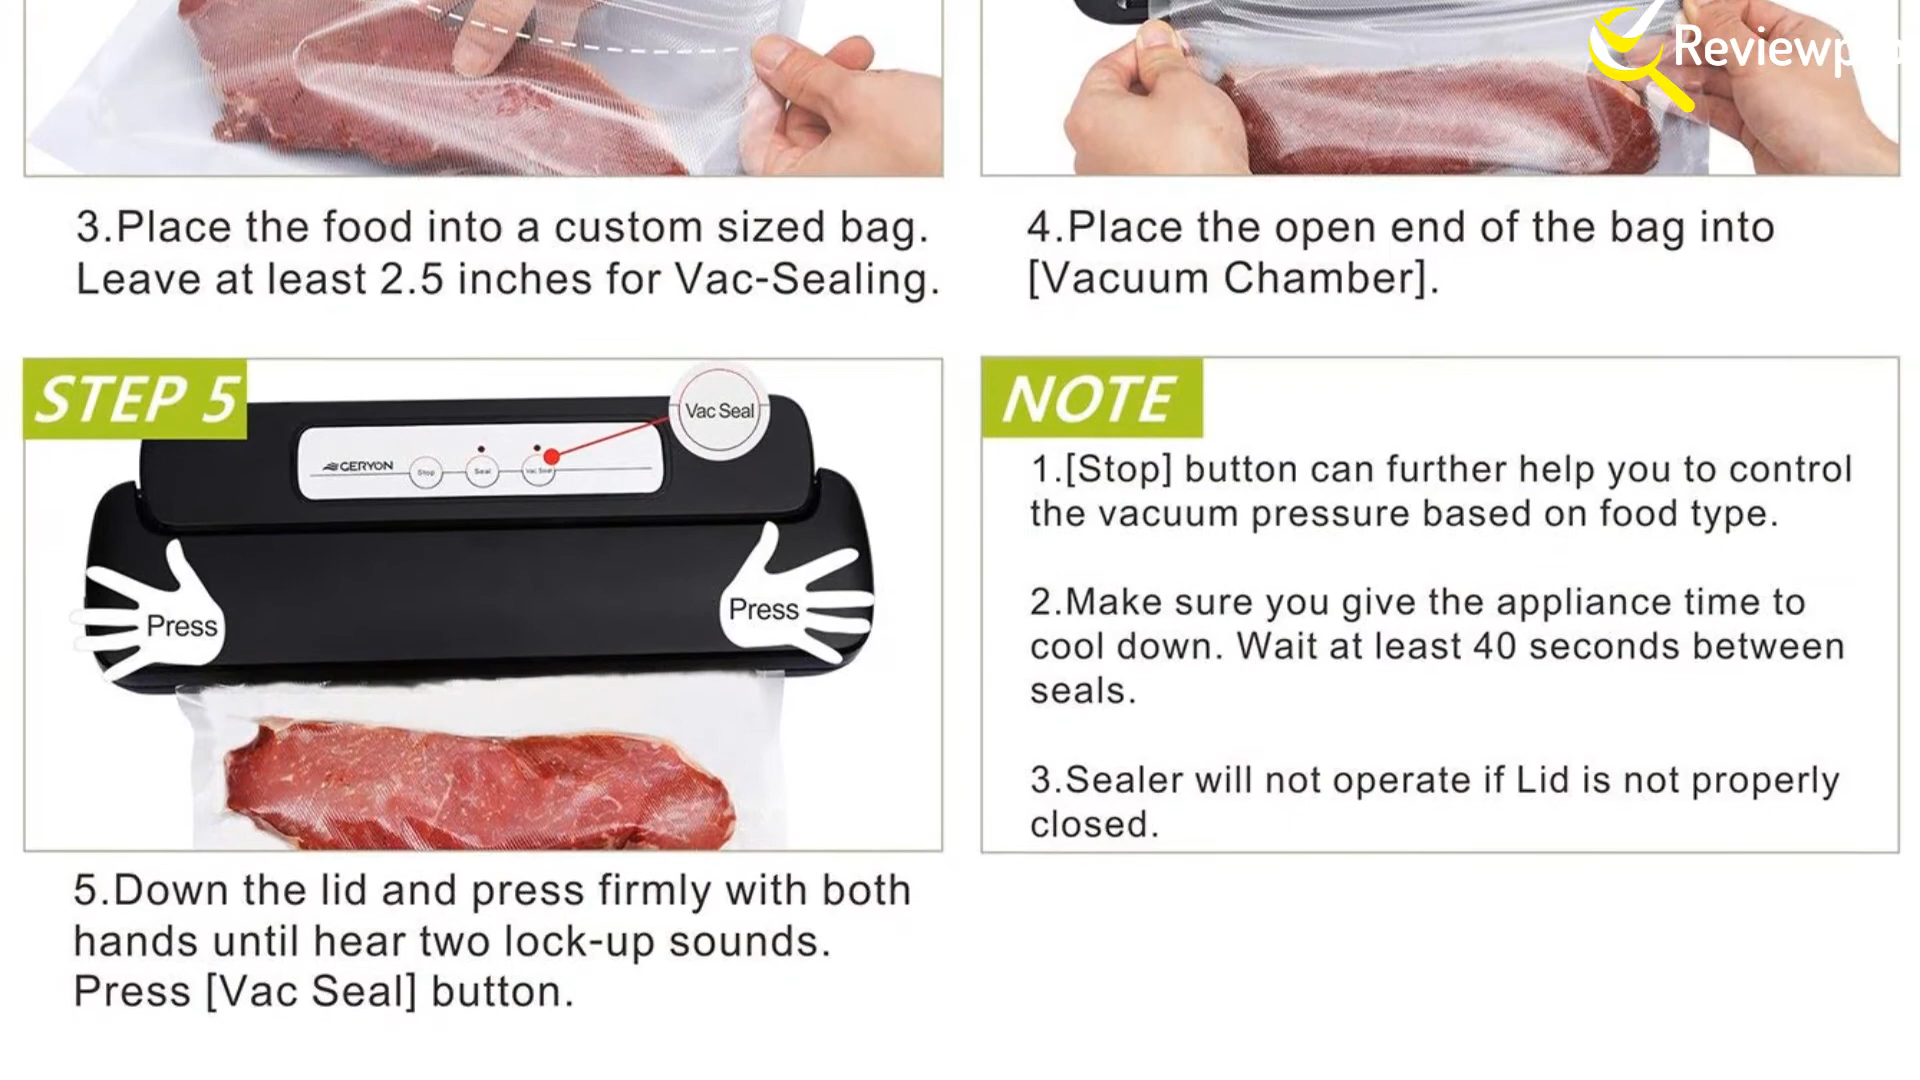 3.Place the food into a custom sized bag.
Leave at least 2.5 inches for Vac-Sealing.
4.Place the open end of the bag into
[Vacuum Chamber].
STEP 5
Vac Seal
GERYON
Stop
Seal
Vac Seal
Press
Press
5.Down the lid and press firmly with both
hands until hear two lock-up sounds.
Press [Vac Seal] button.
NOTE
1.[Stop] button can further help you to control
the vacuum pressure based on food type.
2.Make sure you give the appliance time to
cool down. Wait at least 40 seconds between
seals.
3.Sealer will not operate if Lid is not properly
closed.